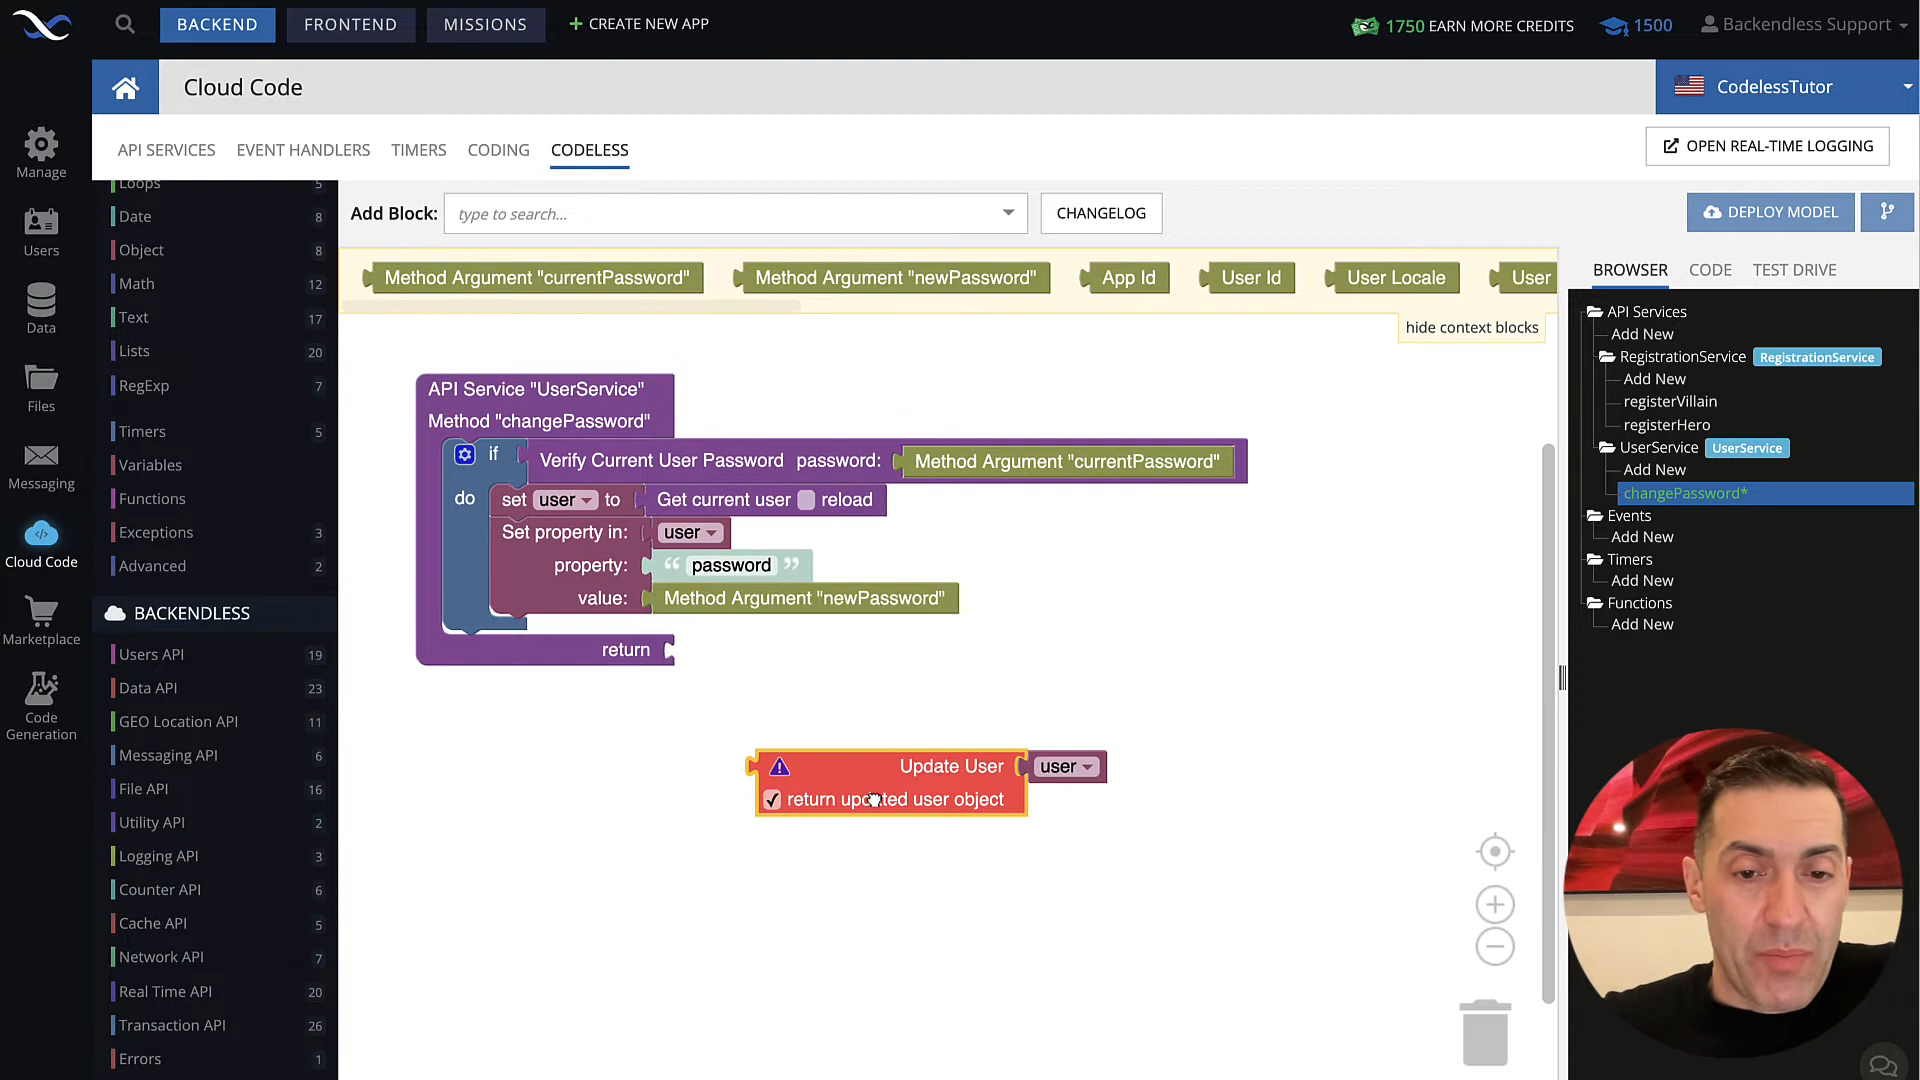 BACKEND
FRONTEND
MISSIONS
+ CREATE NEW APP
1750 EARN MORE CREDITS
1500
Backendless Support
Cloud Code
CodelessTutor
API SERVICES
EVENT HANDLERS
TIMERS
CODING
CODELESS
OPEN REAL-TIME LOGGING
Manage
Users
Data
Files
Messaging
Cloud Code
Marketplace
Code
Generation
Loops 5
Date 8
Object 8
Math 12
Text 17
Lists 20
RegExp 7
Timers 5
Variables
Functions
Exceptions 3
Advanced 2
BACKENDLESS
Users API 19
Data API 23
GEO Location API 11
Messaging API 6
File API 16
Utility API 2
Logging API 3
Counter API 6
Cache API 5
Network API 7
Real Time API 20
Transaction API 26
Errors 1
Add Block:
type to search...
CHANGELOG
DEPLOY MODEL
Method Argument "currentPassword"
Method Argument "newPassword"
App Id
User Id
User Locale
User
hide context blocks
API Service "UserService"
Method "changePassword"
if Verify Current User Password password: Method Argument "currentPassword"
do set user to Get current user reload
Set property in: user
property: “ password ”
value: Method Argument "newPassword"
return
Update User user
return updated user object
BROWSER
CODE
TEST DRIVE
API Services
Add New
RegistrationService RegistrationService
Add New
registerVillain
registerHero
UserService UserService
Add New
changePassword*
Events
Add New
Timers
Add New
Functions
Add New